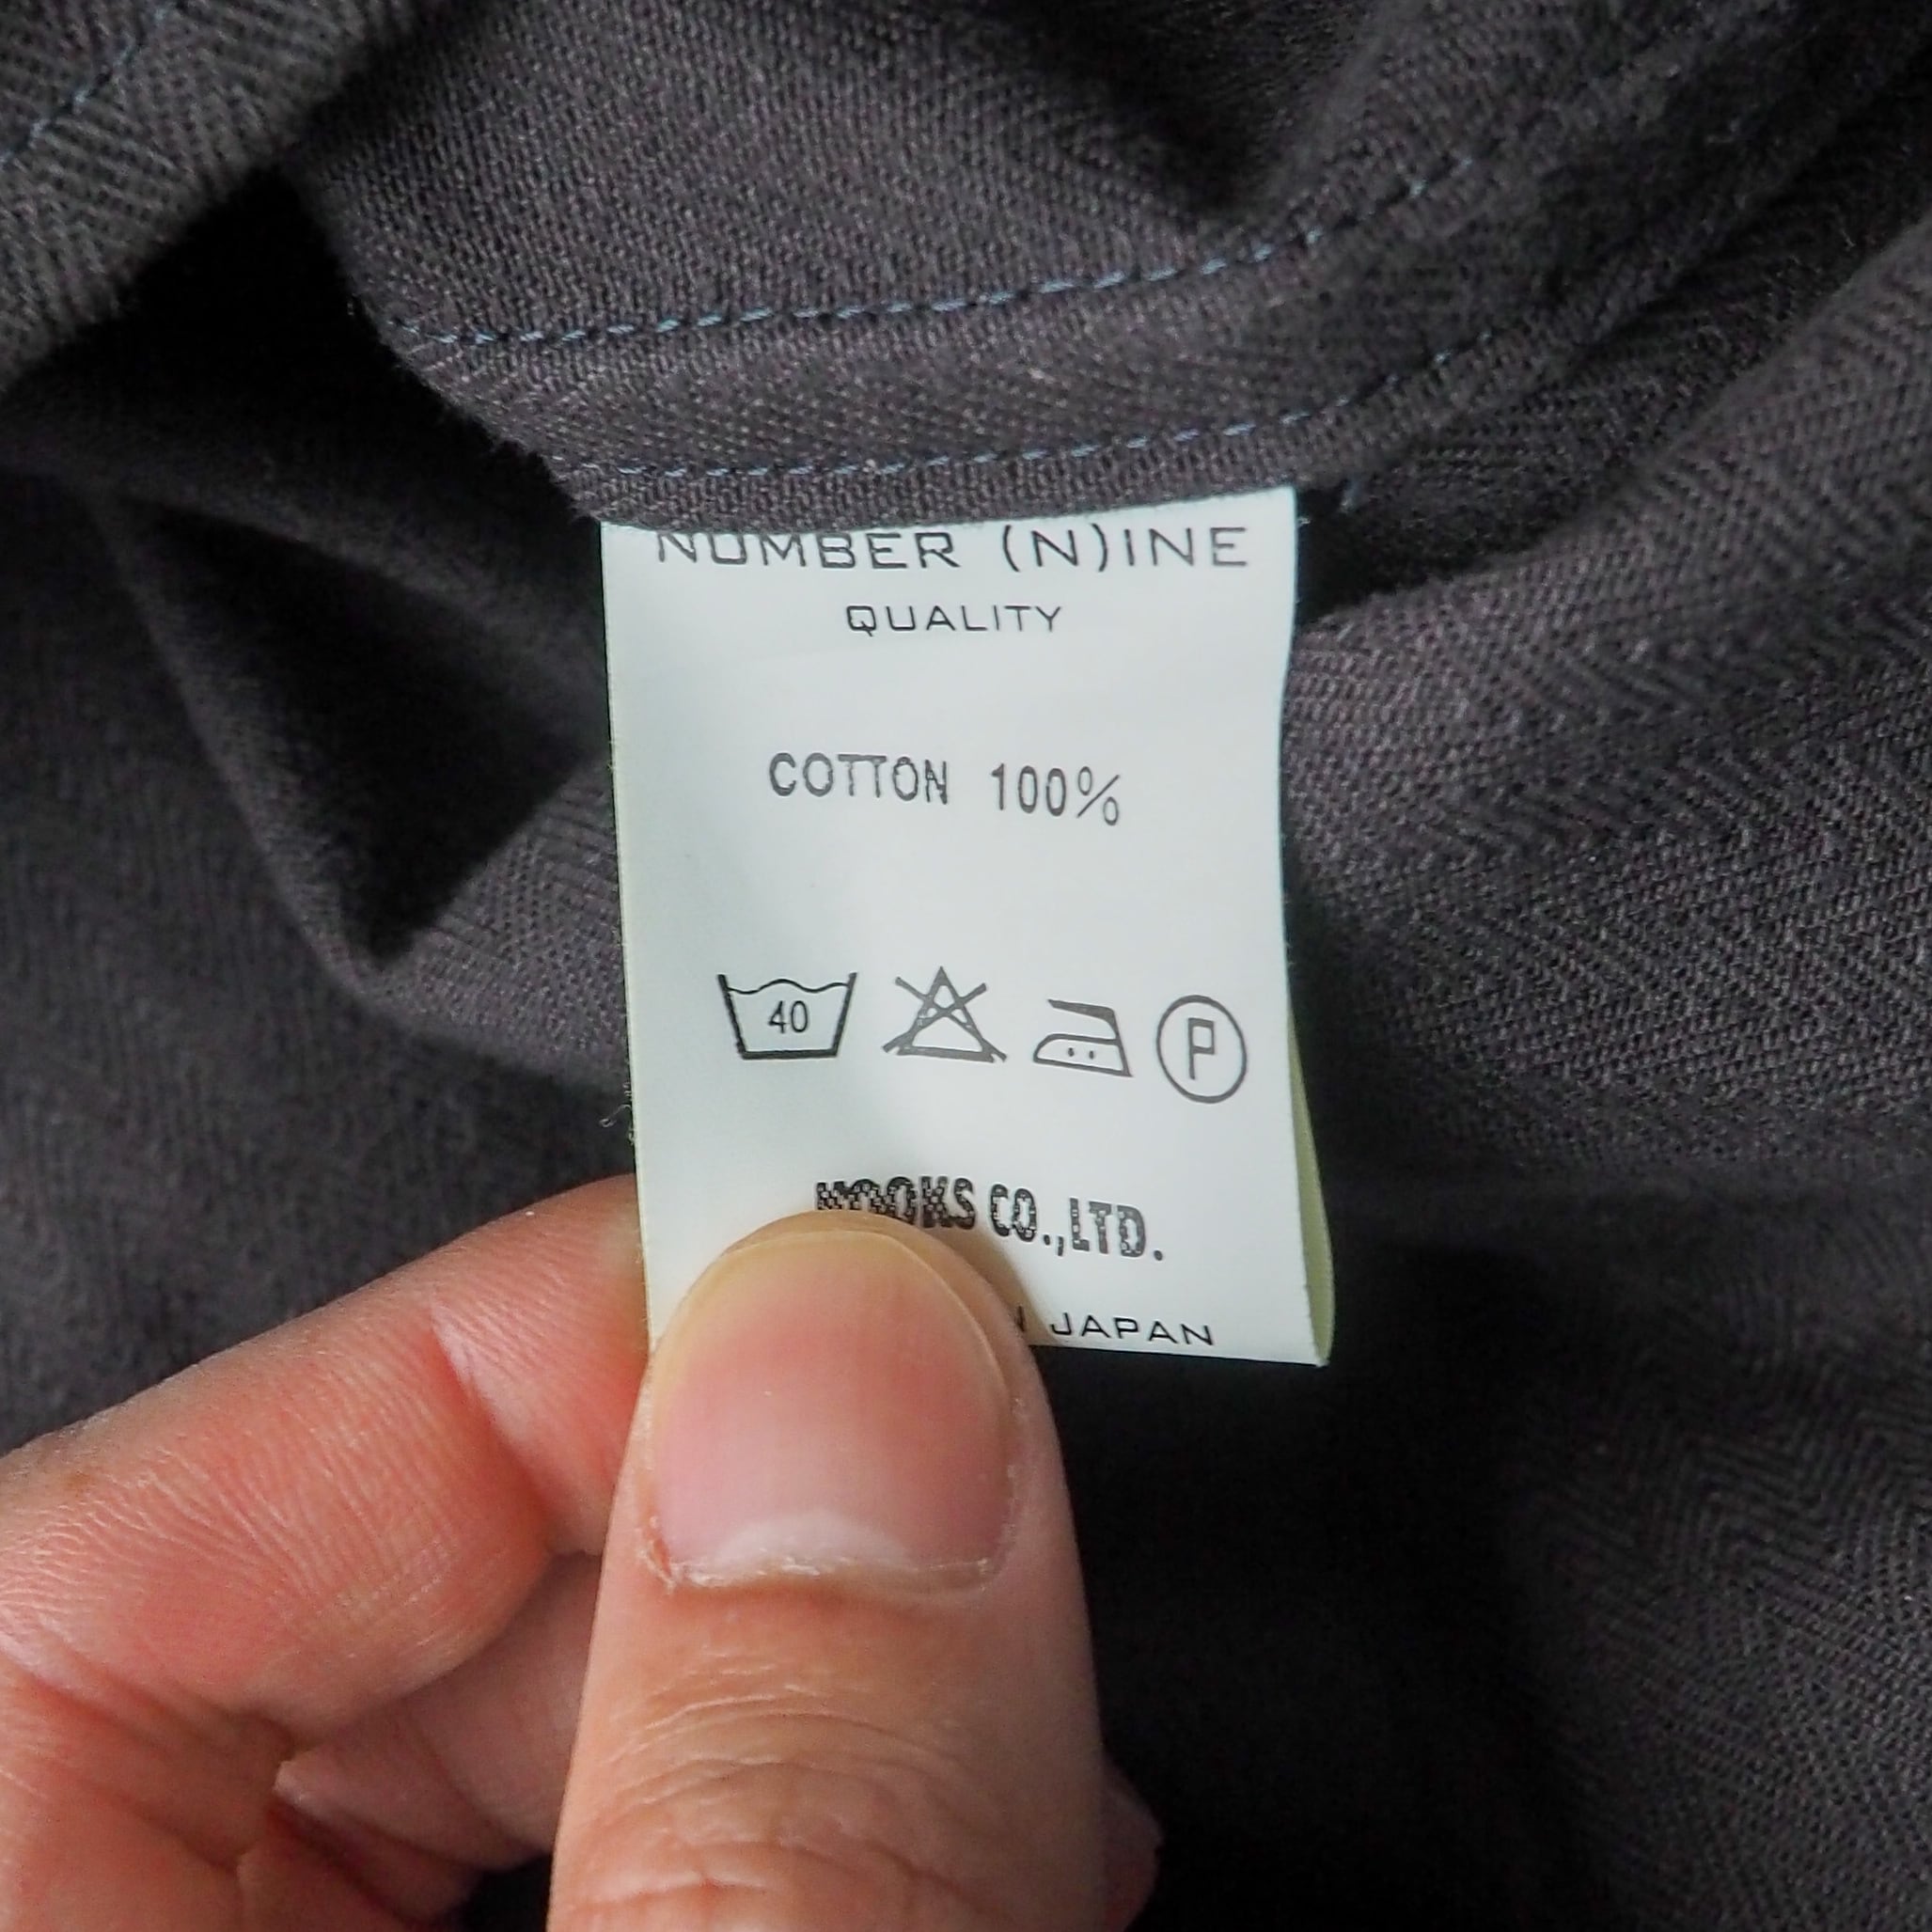 NUMBER (N)INE
QUALITY
COTTON 100%
40 P
CO.,LTD.
JAPAN